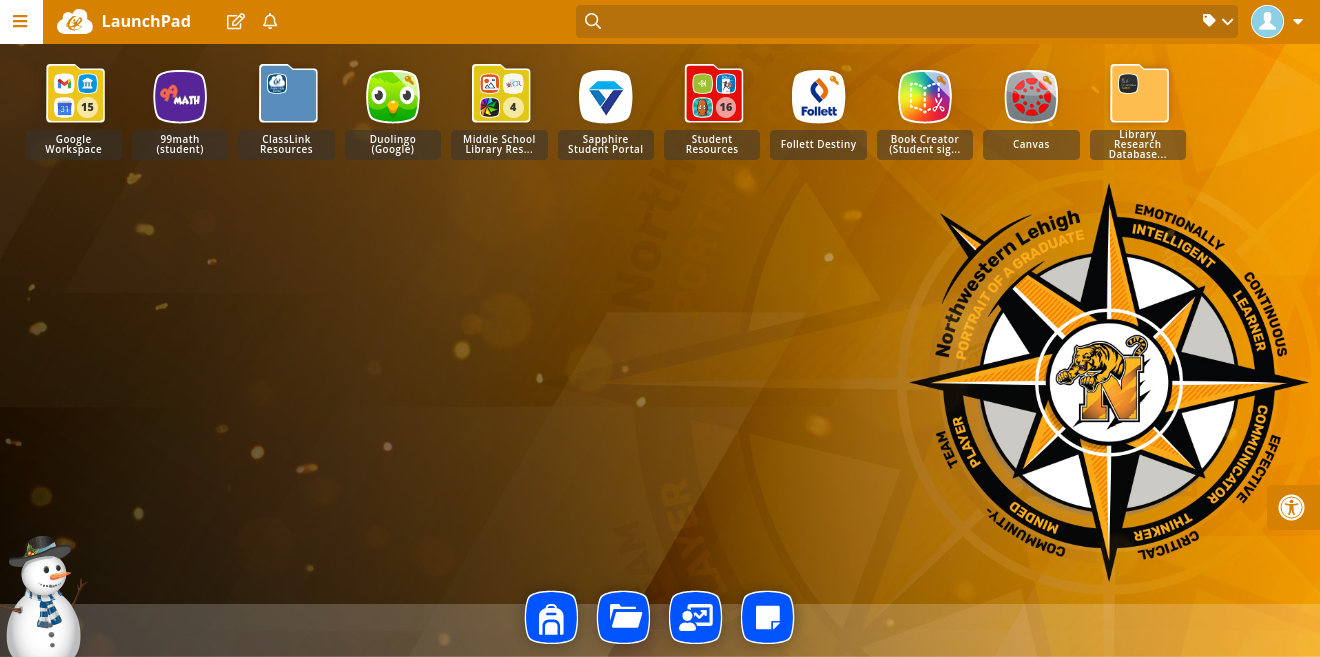 LaunchPad
31
15
99
MATH
CR
4
16
Follett
Google
Workspace
99math
(student)
ClassLink
Resources
Duolingo
(Google)
Middle School
Library Res...
Sapphire
Student Portal
Student
Resources
Follett Destiny
Book Creator
(Student sig...
Canvas
Library
Research
Database...
Northwestern Lehigh
PORTRAIT OF A GRADUATE
EMOTIONALLY
INTELLIGENT
CONTINUOUS
LEARNER
EFFECTIVE
COMMUNICATOR
CRITICAL
THINKER
COMMUNITY-
MINDED
TEAM
PLAYER
N